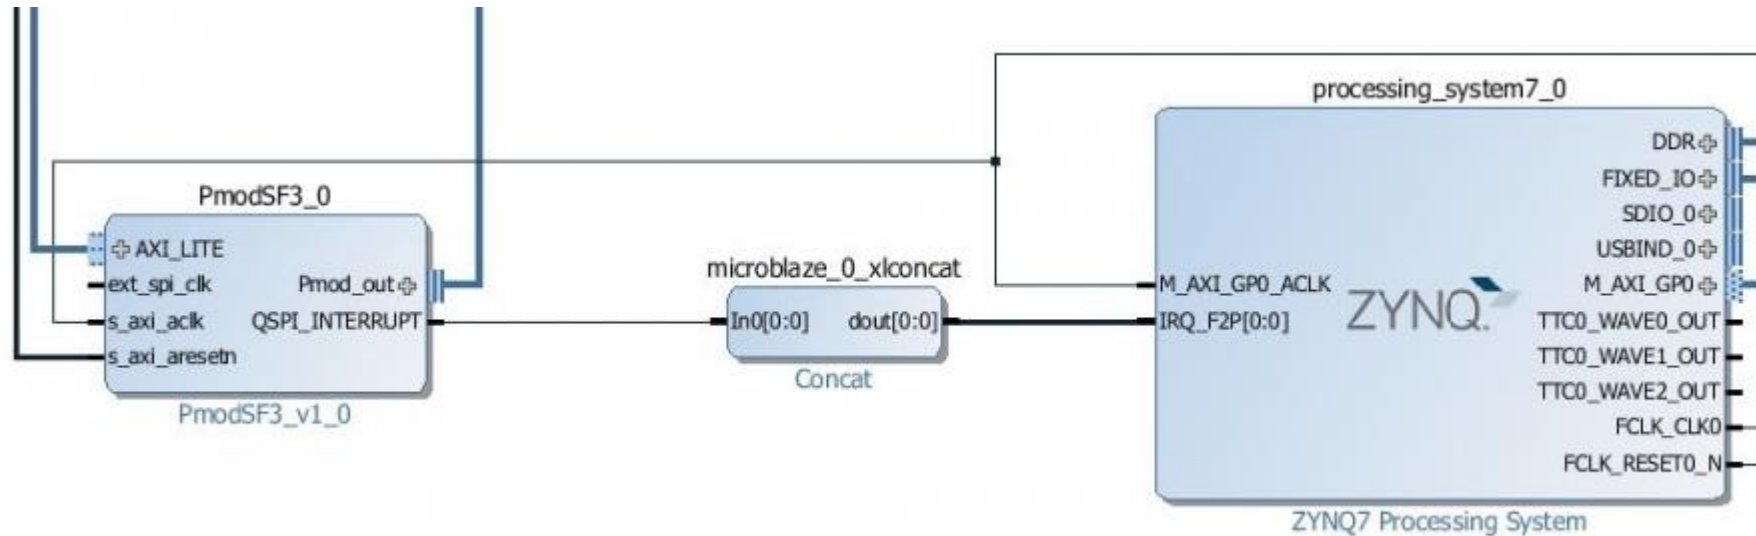 processing_system7_0
DDR
FIXED_IO
SDIO_0
USBIND_0
M_AXI_GP0
TTC0_WAVE0_OUT
TTC0_WAVE1_OUT
TTC0_WAVE2_OUT
FCLK_CLK0
FCLK_RESET0_N
M_AXI_GP0_ACLK
IRQ_F2P[0:0]
ZYNQ.
ZYNQ7 Processing System
PmodSF3_0
AXI_LITE
ext_spi_clk
s_axi_aclk
s_axi_aresetn
Pmod_out
QSPI_INTERRUPT
PmodSF3_v1_0
microblaze_0_xlconcat
In0[0:0]
dout[0:0]
Concat